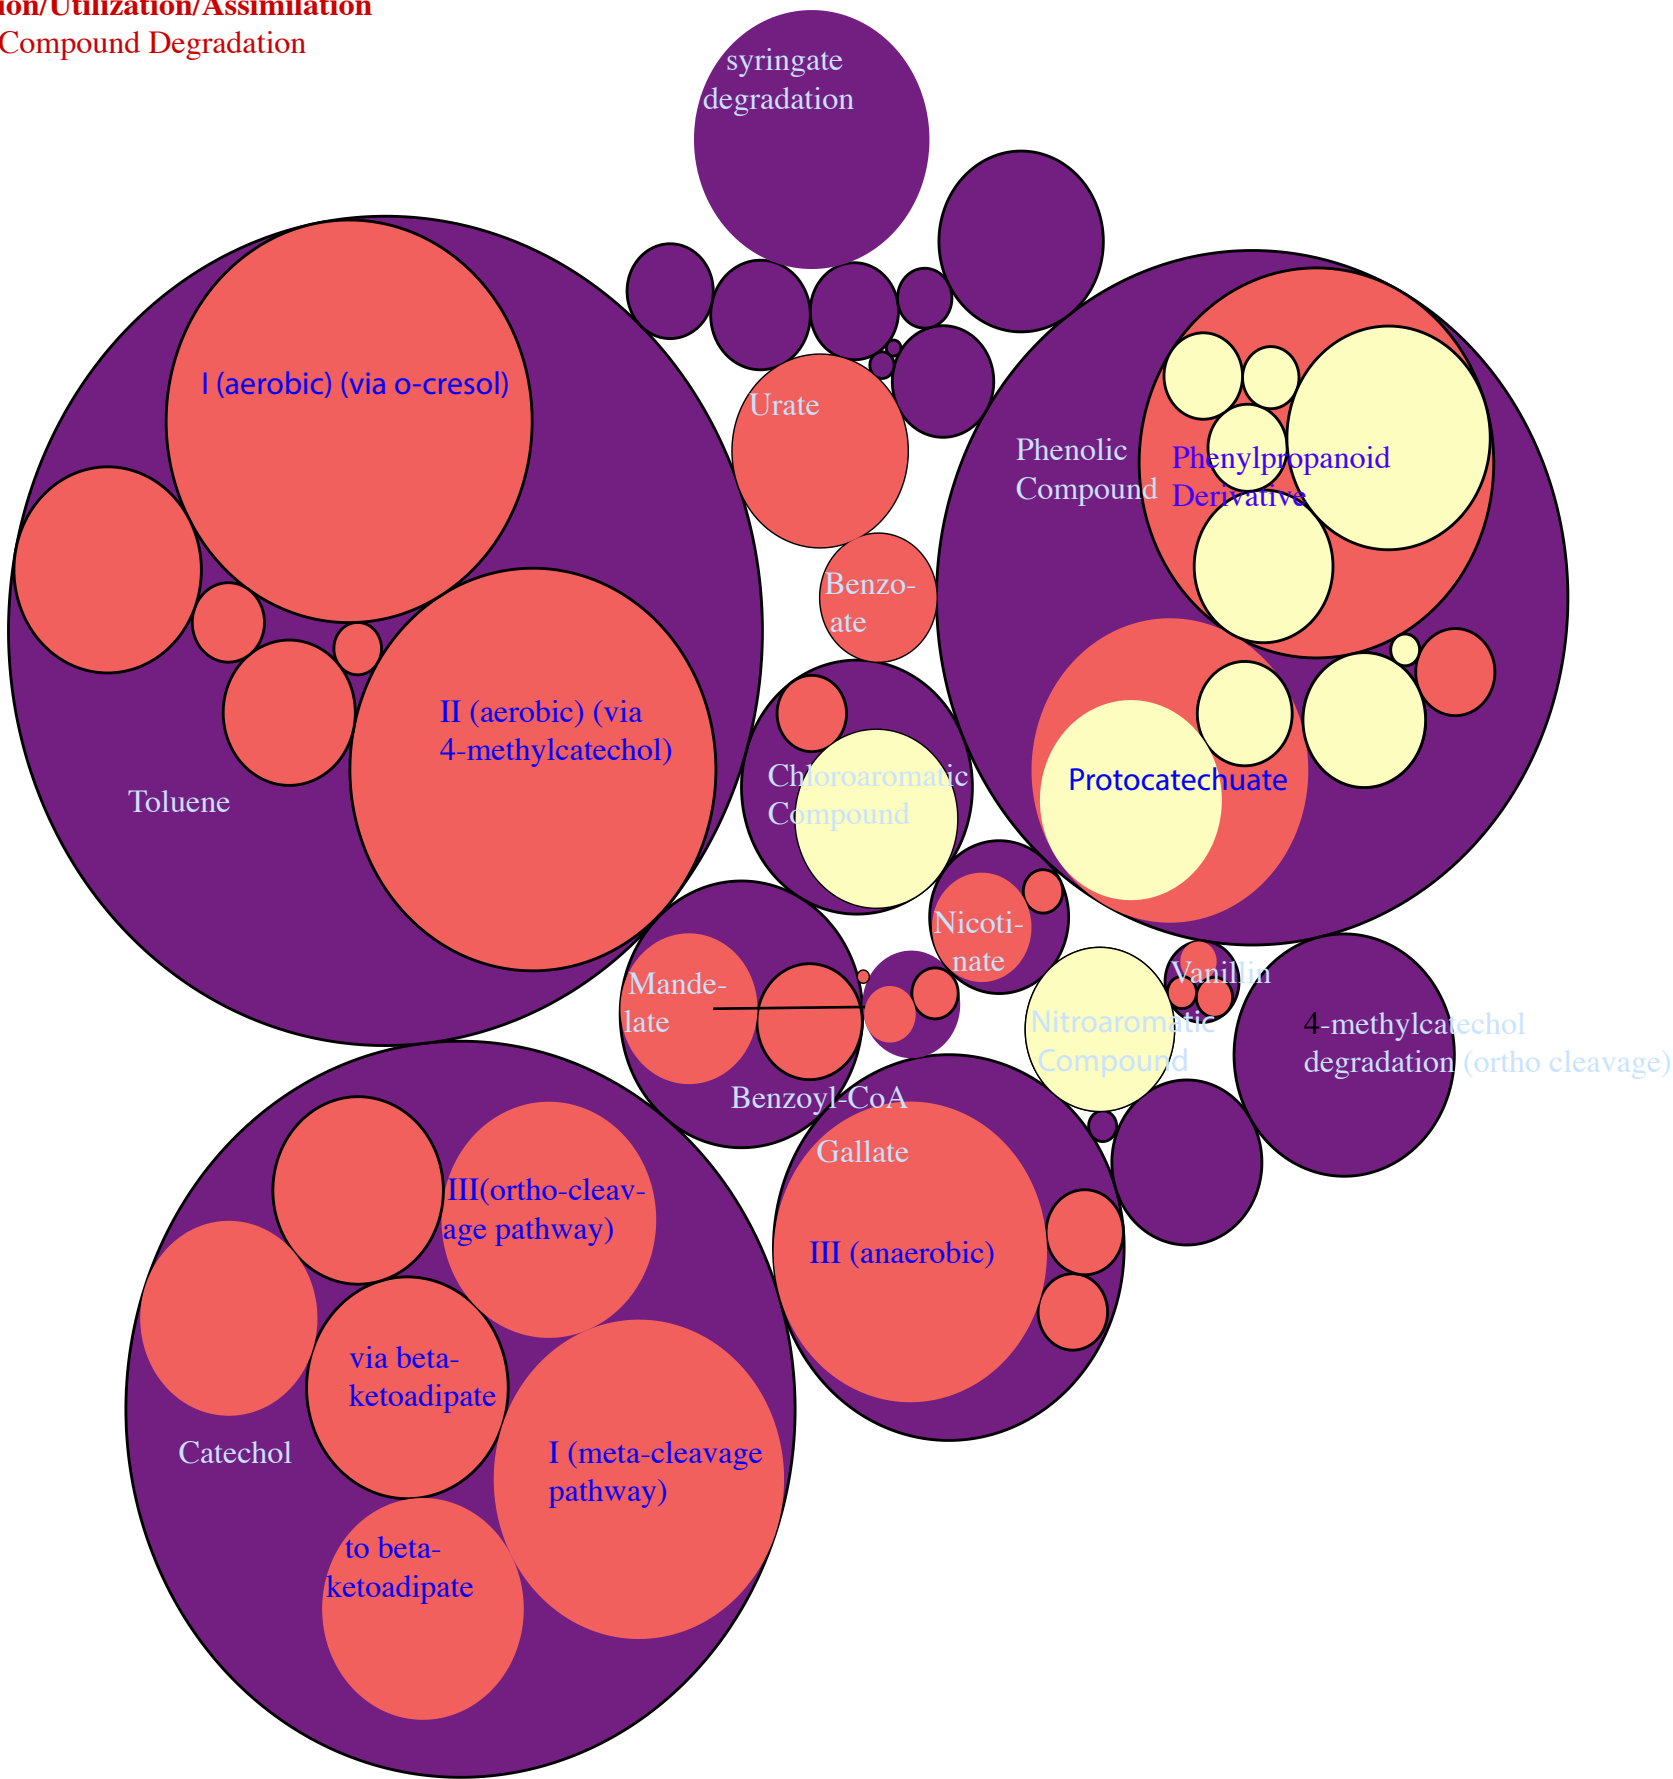 ion/Utilization/Assimilation
Compound Degradation
syringate
degradation
I (aerobic) (via o-cresol)
Urate
Phenolic
Compound
Phenylpropanoid
Derivative
Benzo-
ate
II (aerobic) (via
4-methylcatechol)
Toluene
Chloroaromatic
Compound
Protocatechuate
Nicoti-
nate
Mande-
late
Vanillin
Nitroaromatic
Compound
4-methylcatechol
degradation (ortho cleavage)
Benzoyl-CoA
Gallate
III(ortho-cleav-
age pathway)
III (anaerobic)
via beta-
ketoadipate
Catechol
I (meta-cleavage
pathway)
to beta-
ketoadipate